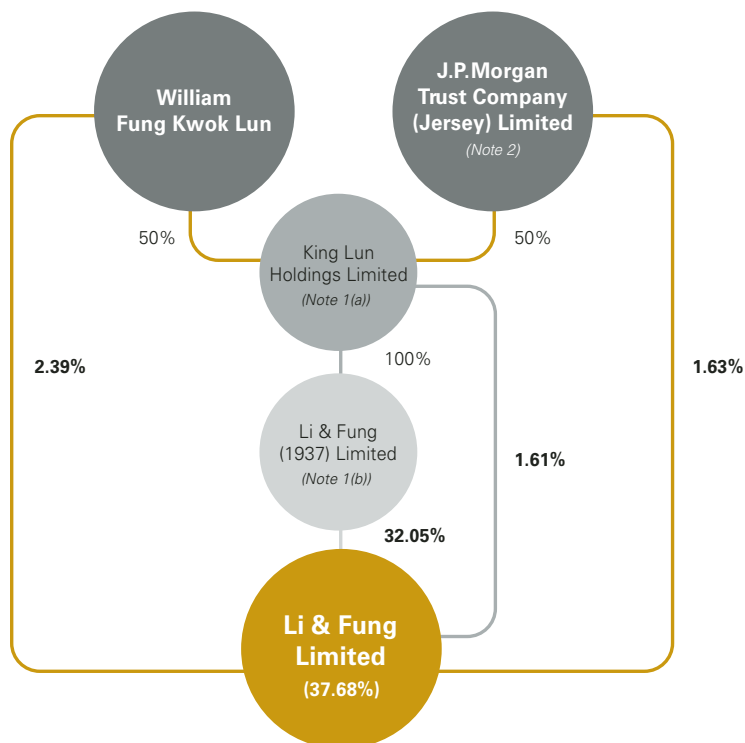 William
Fung Kwok Lun
J.P.Morgan
Trust Company
(Jersey) Limited
(Note 2)
50%
50%
King Lun
Holdings Limited
(Note 1(a))
2.39%
100%
1.63%
Li & Fung
(1937) Limited
(Note 1(b))
1.61%
32.05%
Li & Fung
Limited
(37.68%)